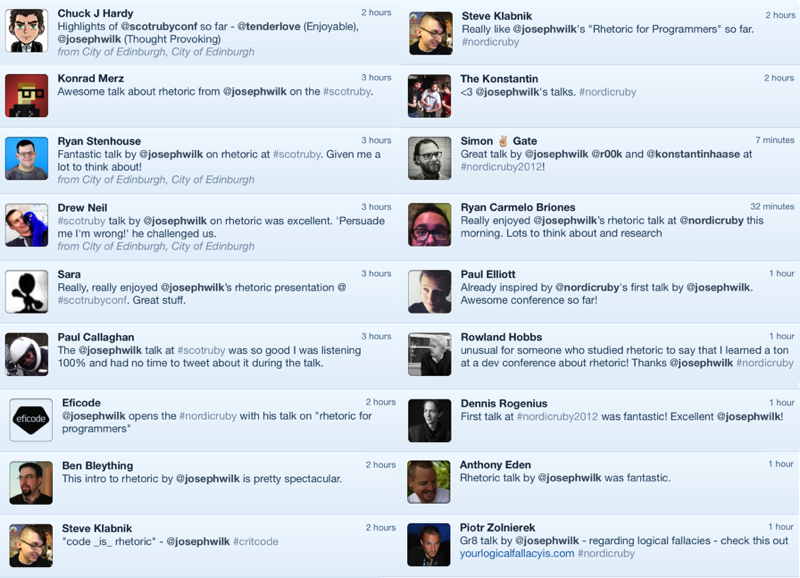 Chuck J Hardy 2 hours
Highlights of @scotrubyconf so far - @tenderlove (Enjoyable),
@josephwilk (Thought Provoking)
from City of Edinburgh, City of Edinburgh
Konrad Merz 3 hours
Awesome talk about rhetoric from @josephwilk on the #scotruby.
Ryan Stenhouse 3 hours
Fantastic talk by @josephwilk on rhetoric at #scotruby. Given me a
lot to think about!
from City of Edinburgh, City of Edinburgh
Drew Neil 3 hours
#scotruby talk by @josephwilk on rhetoric was excellent. 'Persuade
me I'm wrong!' he challenged us.
from City of Edinburgh, City of Edinburgh
Sara 3 hours
Really, really enjoyed @josephwilk's rhetoric presentation @
#scotrubyconf. Great stuff.
Paul Callaghan 3 hours
The @josephwilk talk at #scotruby was so good I was listening
100% and had no time to tweet about it during the talk.
eficode
Eficode 2 hours
@josephwilk opens the #nordicruby with his talk on "rhetoric for
programmers"
Ben Bleything 2 hours
This intro to rhetoric by @josephwilk is pretty spectacular.
Steve Klabnik 2 hours
"code _is_ rhetoric" - @josephwilk #critcode
Steve Klabnik 2 hours
Really like @josephwilk's "Rhetoric for Programmers" so far.
#nordicruby
The Konstantin 2 hours
<3 @josephwilk's talks. #nordicruby
Simon ✌ Gate 7 minutes
Great talk by @josephwilk @r00k and @konstantinhaase at
#nordicruby2012!
Ryan Carmelo Briones 32 minutes
Really enjoyed @josephwilk's rhetoric talk at @nordicruby this
morning. Lots to think about and research
Paul Elliott 1 hour
Already inspired by @nordicruby's first talk by @josephwilk.
Awesome conference so far!
Rowland Hobbs 1 hour
unusual for someone who studied rhetoric to say that I learned a ton
at a dev conference about rhetoric! Thanks @josephwilk #nordicruby
Dennis Rogenius 1 hour
First talk at #nordicruby2012 was fantastic! Excellent @josephwilk!
Anthony Eden 1 hour
Rhetoric talk by @josephwilk was fantastic.
Piotr Zolnierek 1 hour
Gr8 talk by @josephwilk - regarding logical fallacies - check this out
yourlogicalfallacyis.com #nordicruby